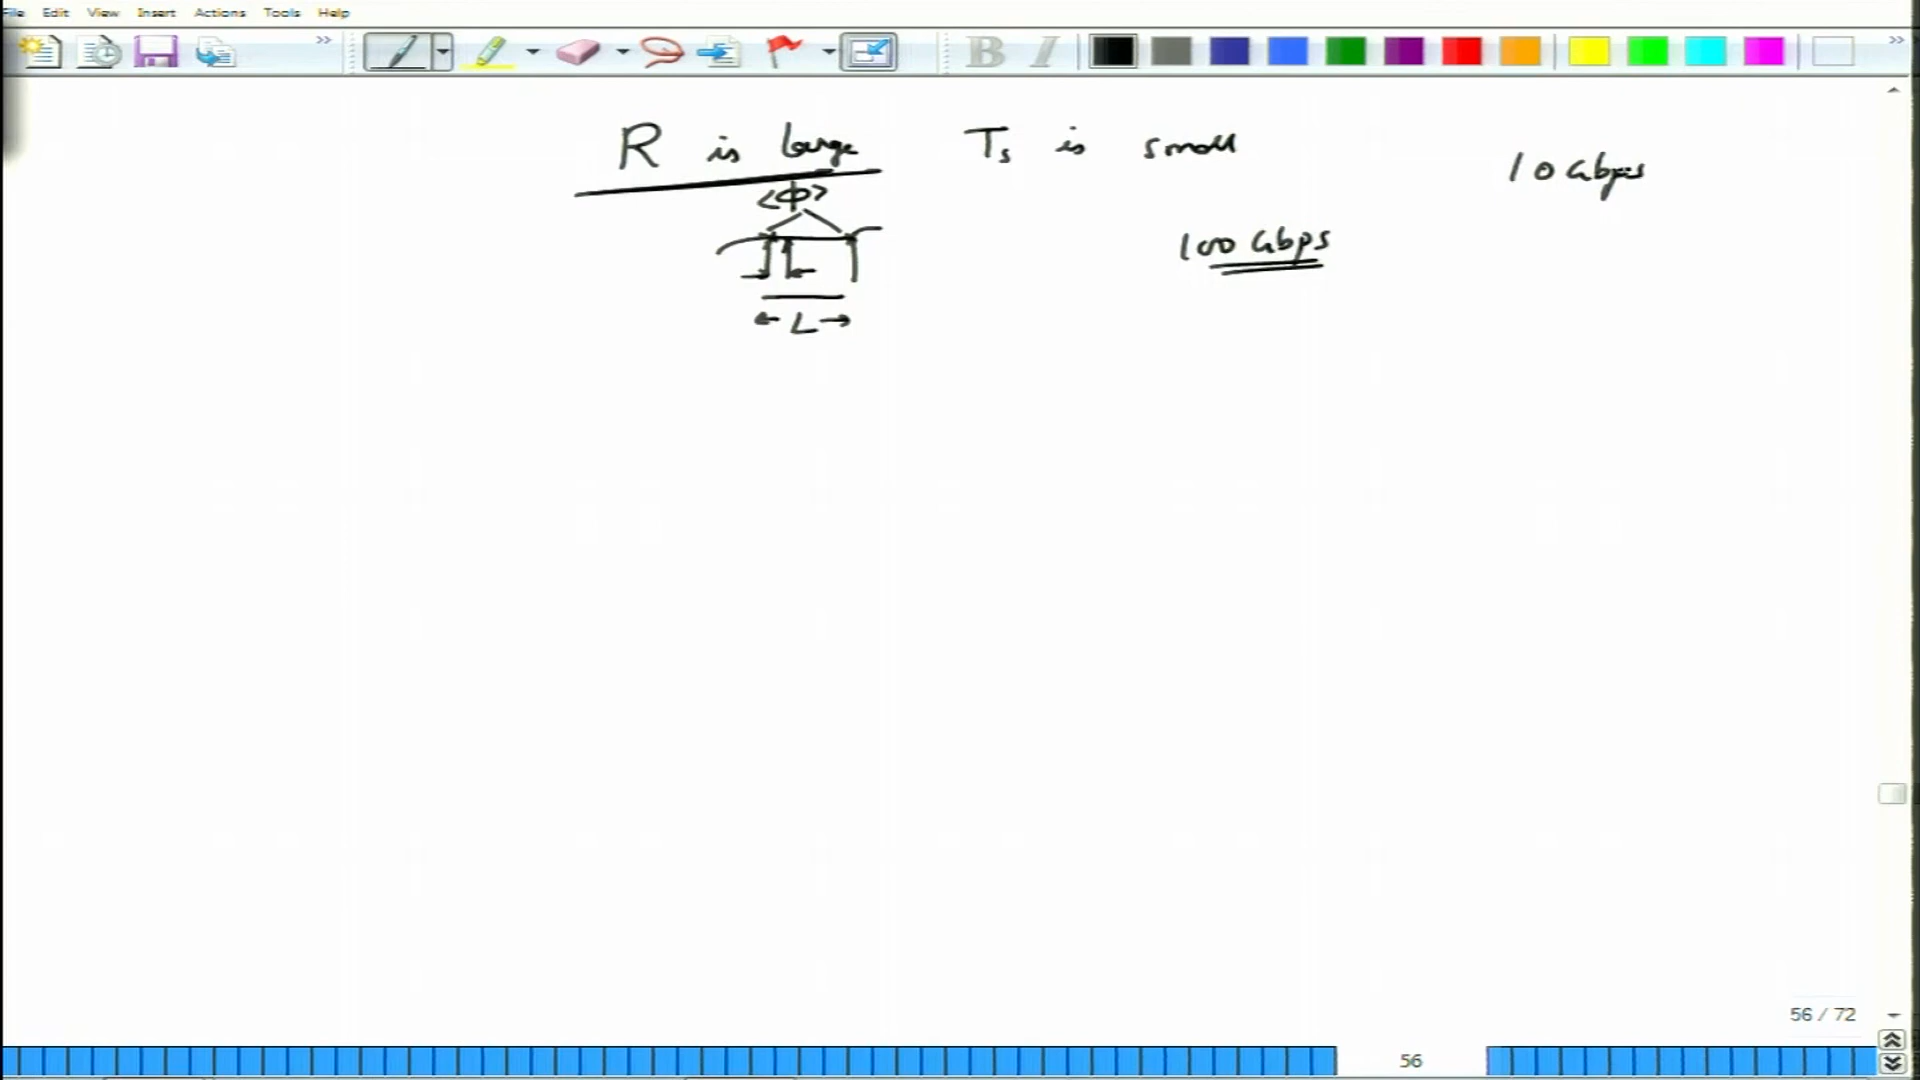 File Edit View Insert Actions Tools Help
B I
R is large Ts is small
10 Gbps
<Φ>
100 Gbps
L
56 / 72
56